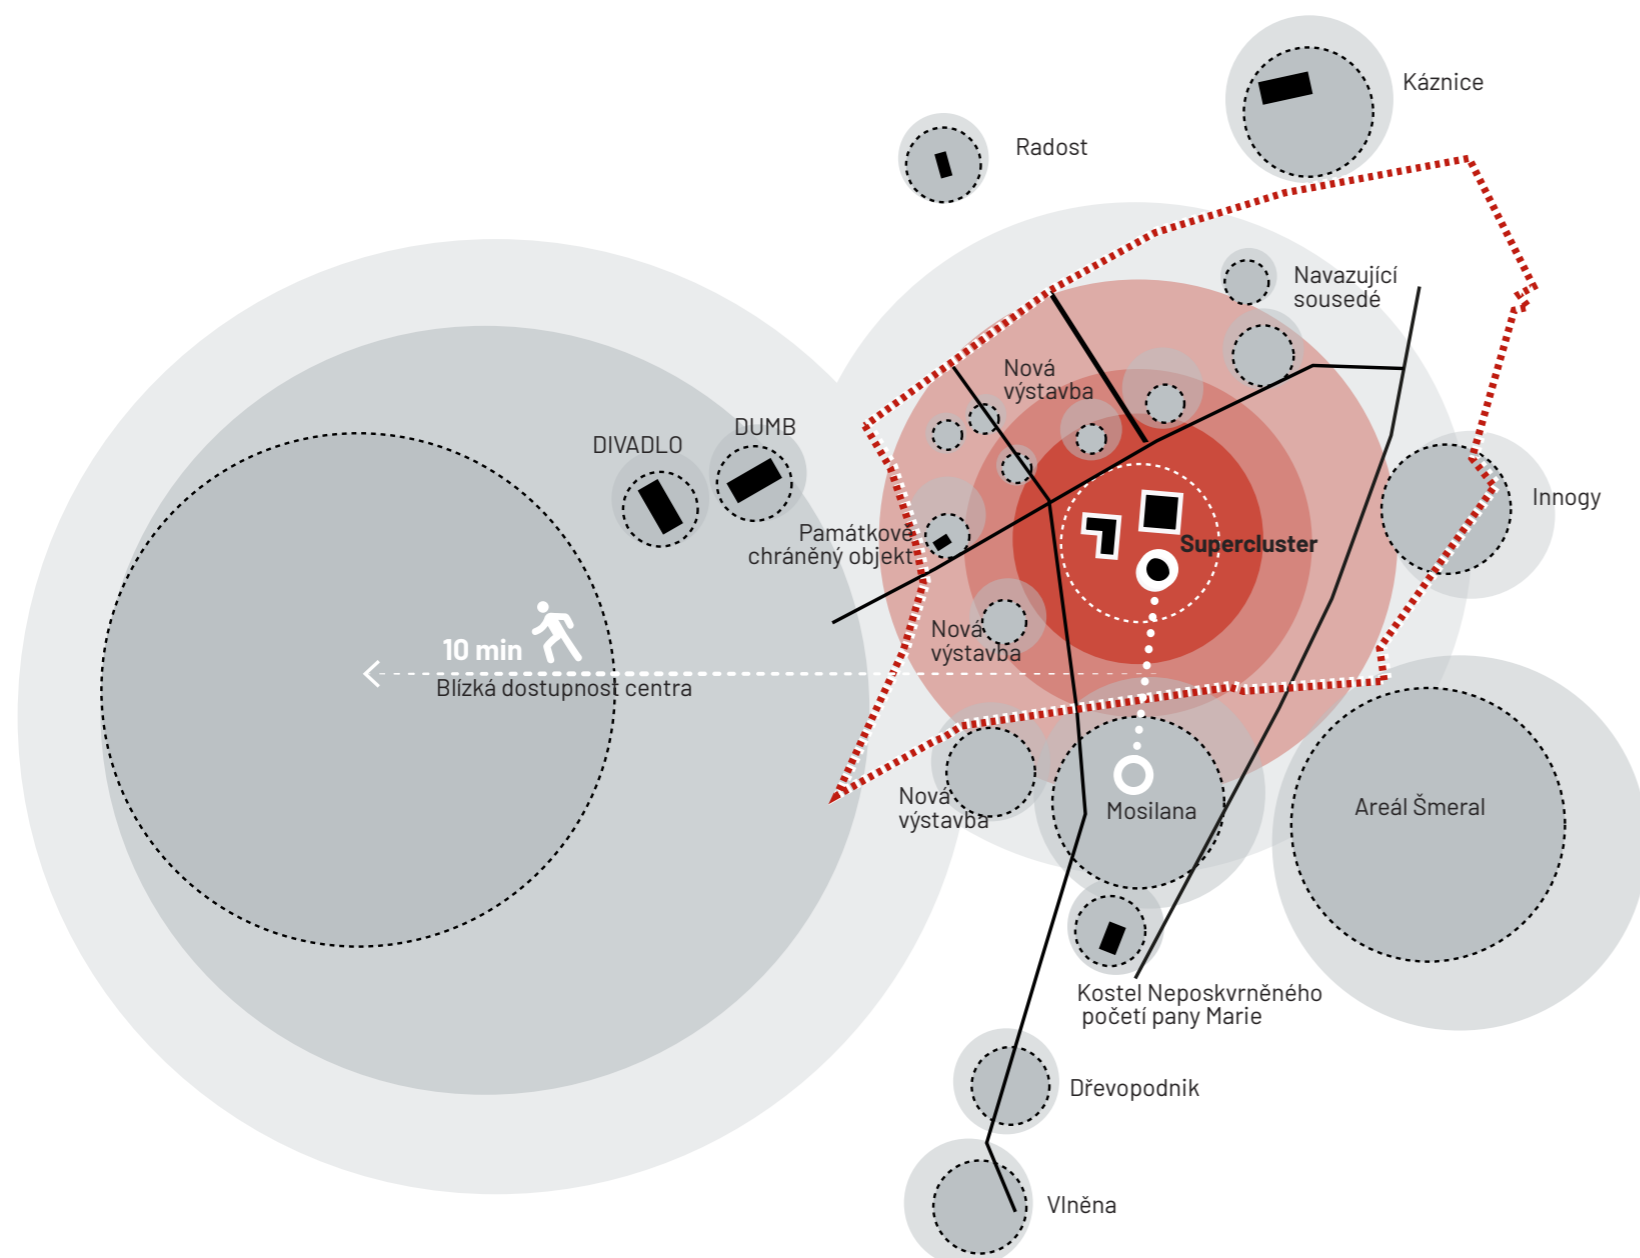 Káznice
Radost
Navazující
sousedé
Nová
výstavba
DUMB
DIVADLO
Innogy
Památkově
chráněný objekt
Supercluster
Nová
výstavba
10 min
Blízká dostupnost centra
Nová
výstavba
Mosilana
Areál Šmeral
Kostel Neposkvrněného
početí pany Marie
Dřevopodnik
Vlněna